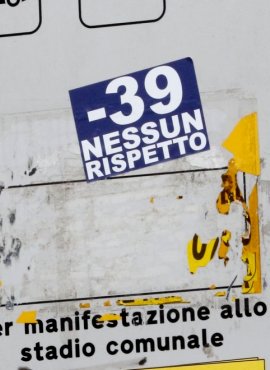 -39
NESSUN
RISPETTO
er manifestazione allo
stadio comunale